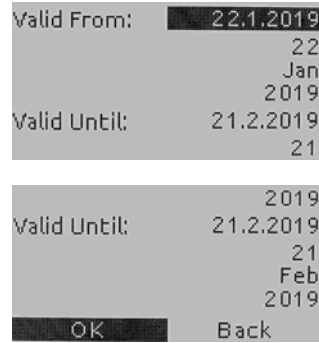 Valid From: 22.1.2019
22
Jan
2019
Valid Until: 21.2.2019
21
2019
Valid Until: 21.2.2019
21
Feb
2019
OK Back